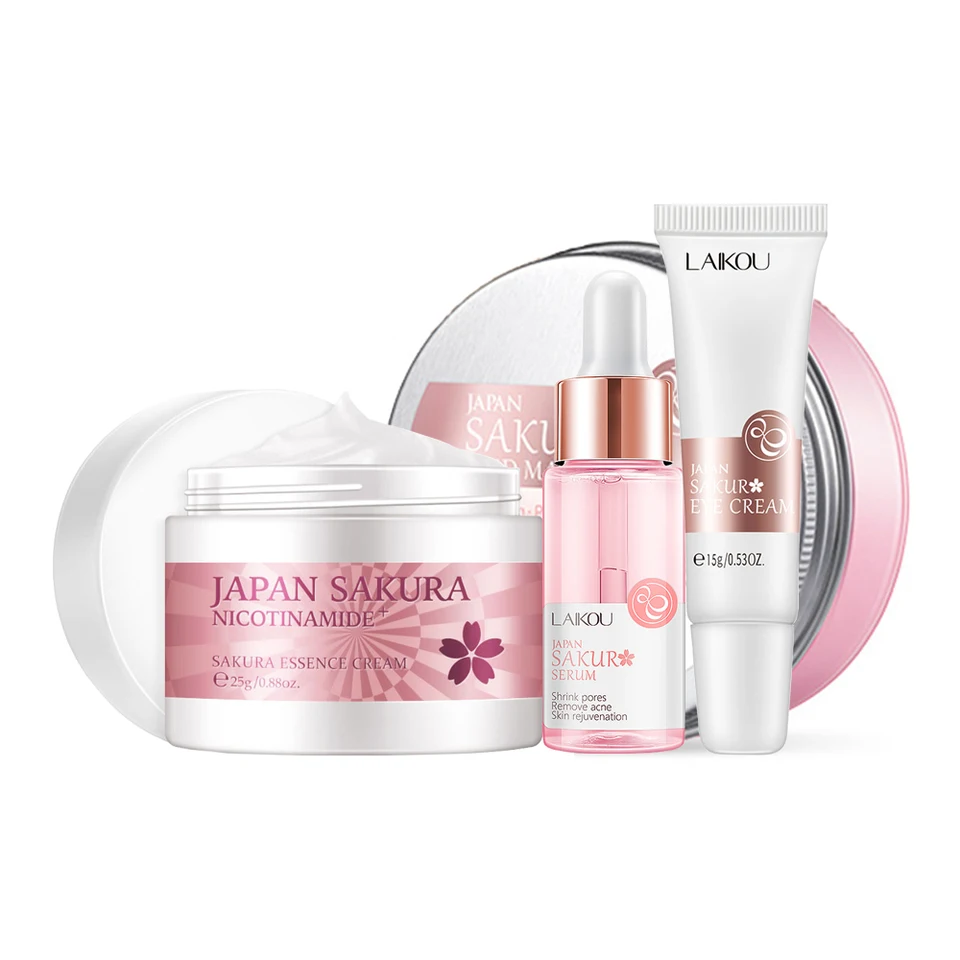 JAPAN SAKURA
NICOTINAMIDE+
SAKURA ESSENCE CREAM
℮25g/0.88oz.
JAPAN
LAIKOU
JAPAN
SAKUR
SERUM
Shrink pores
Remove acne
Skin rejuvenation
LAIKOU
JAPAN
SAKUR
EYE CREAM
℮15g/0.53OZ.